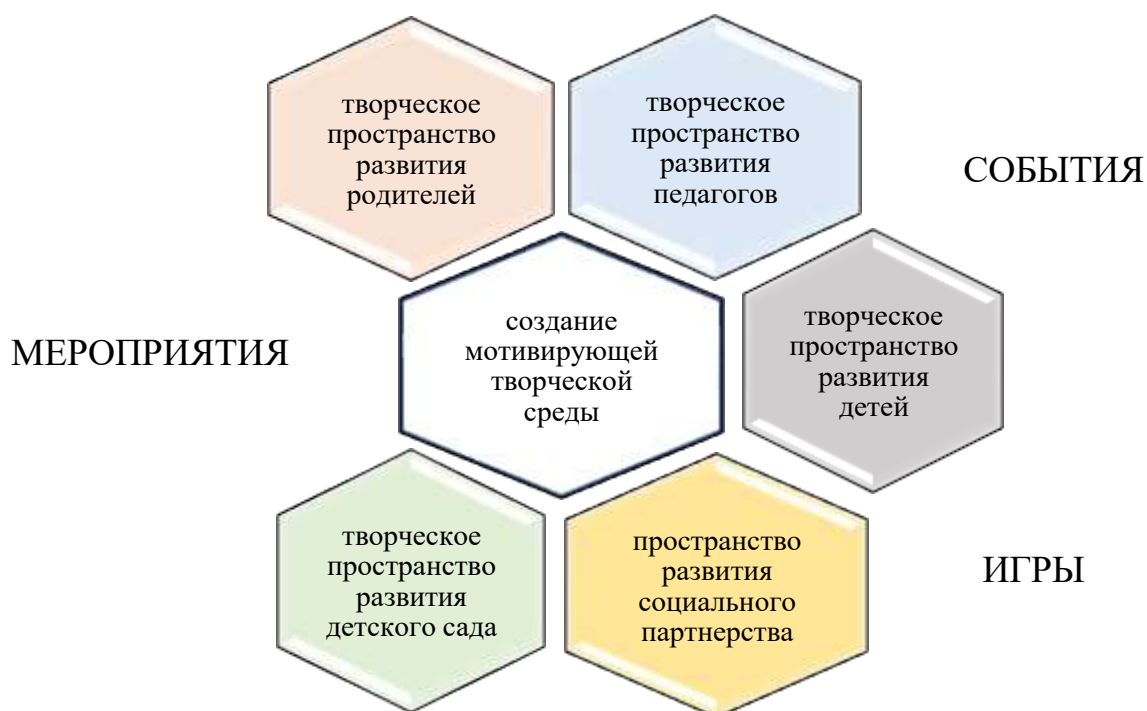 творческое
пространство
развития
родителей
творческое
пространство
развития
педагогов
СОБЫТИЯ
МЕРОПРИЯТИЯ
создание
мотивирующей
творческой
среды
творческое
пространство
развития
детей
творческое
пространство
развития
детского сада
пространство
развития
социального
партнерства
ИГРЫ